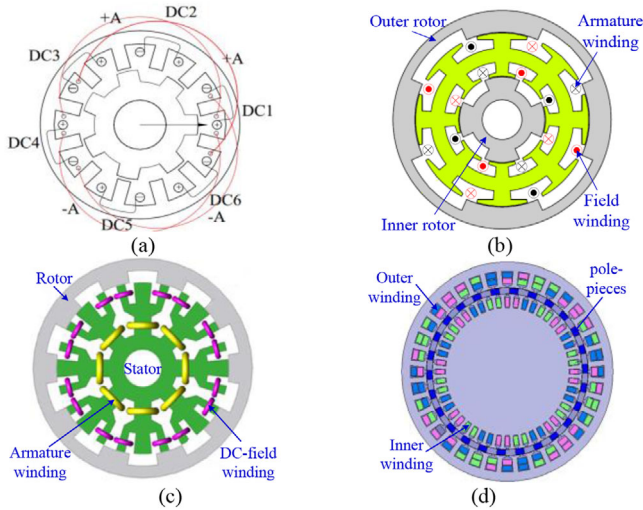 +A
DC2
DC3
+A
DC1
DC4
DC6
-A
DC5
-A
(a)
Outer rotor
Armature
winding
Inner rotor
Field
winding
(b)
Rotor
Stator
Armature
winding
DC-field
winding
(c)
Outer
winding
pole-
pieces
Inner
winding
(d)